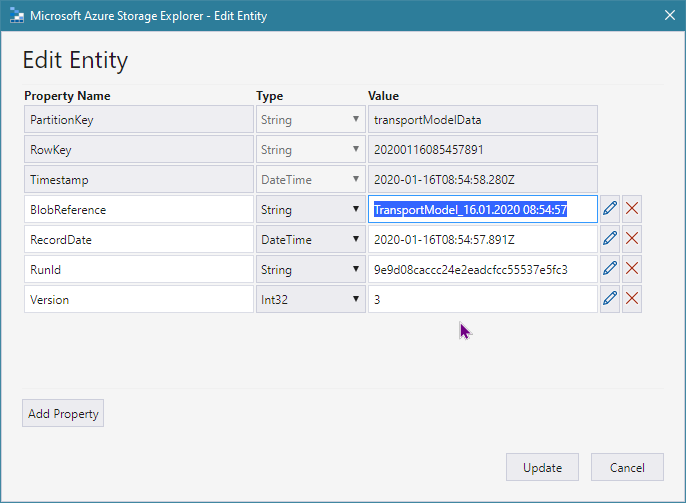 Microsoft Azure Storage Explorer - Edit Entity
Edit Entity
Property Name Type Value
PartitionKey String transportModelData
RowKey String 20200116085457891
Timestamp DateTime 2020-01-16T08:54:58.280Z
BlobReference String TransportModel_16.01.2020 08:54:57
RecordDate DateTime 2020-01-16T08:54:57.891Z
RunId String 9e9d08caccc24e2eadcfcc55537e5fc3
Version Int32 3
Add Property
Update Cancel